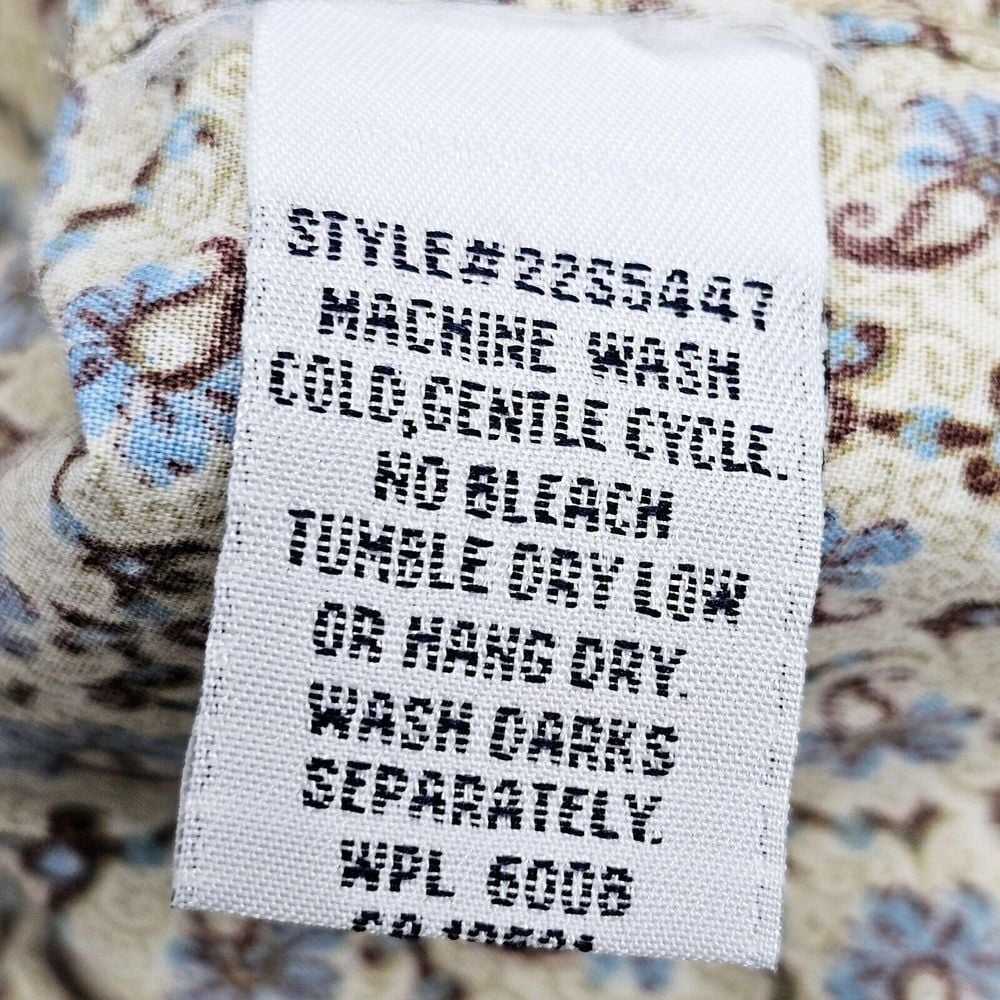 STYLE#2235447
MACHINE WASH
COLD,GENTLE CYCLE.
NO BLEACH
TUMBLE DRY LOW
OR HANG DRY.
WASH DARKS
SEPARATELY.
WPL 6008